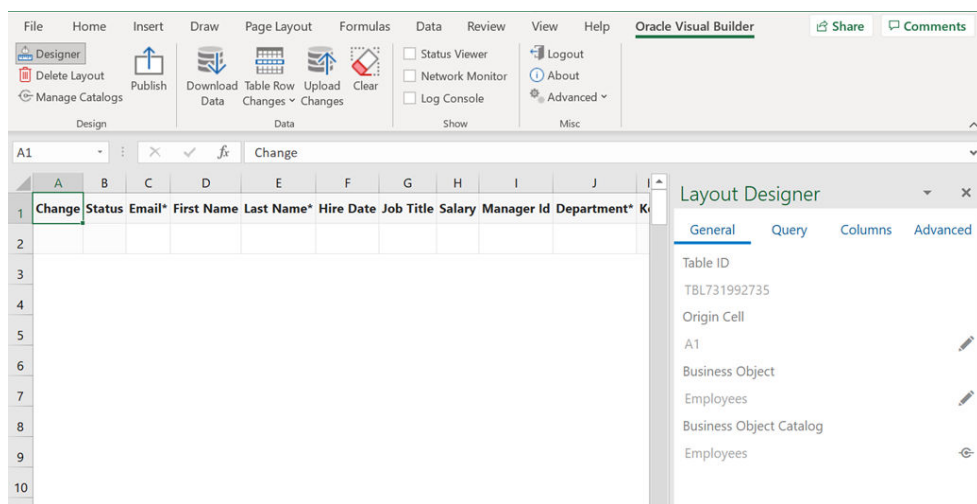 File Home Insert Draw Page Layout Formulas Data Review View Help Oracle Visual Builder Share Comments
Designer
Delete Layout
Manage Catalogs
Design
Publish
Download Data
Table Row Changes
Upload Changes
Clear
Data
Status Viewer
Network Monitor
Log Console
Show
Logout
About
Advanced
Misc
A1 fx Change
A B C D E F G H I J
1 Change Status Email* First Name Last Name* Hire Date Job Title Salary Manager Id Department*
2
3
4
5
6
7
8
9
10
Layout Designer
General Query Columns Advanced
Table ID
TBL731992735
Origin Cell
A1
Business Object
Employees
Business Object Catalog
Employees